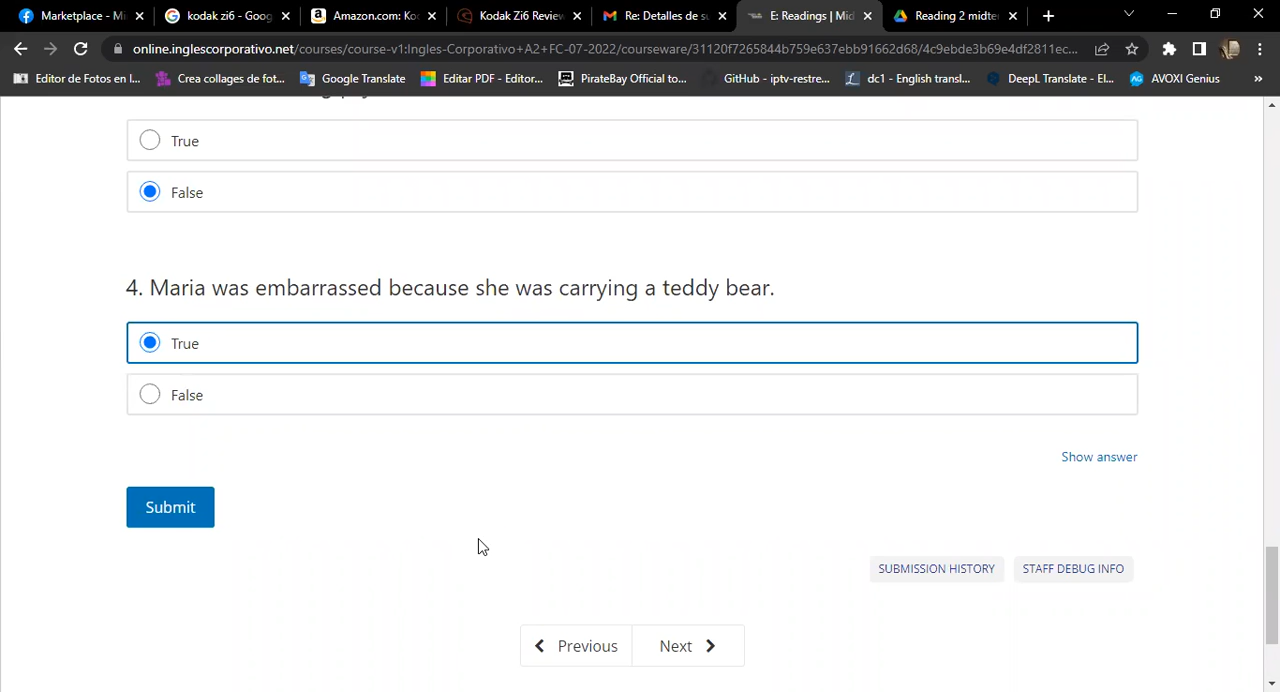 Marketplace - Mi
kodak zi6 - Goog
Amazon.com: Ko
Kodak Zi6 Review
Re: Detalles de su
E: Readings | Mid
Reading 2 midte
online.inglescorporativo.net/courses/course-v1:Ingles-Corporativo+A2+FC-07-2022/courseware/31120f7265844b759e637ebb91662d68/4c9ebde3b69e4df2811ec...
Editor de Fotos en l...
Crea collages de fot...
Google Translate
Editar PDF - Editor...
PirateBay Official to...
GitHub - iptv-restre...
dc1 - English transl...
DeepL Translate - El...
AVOXI Genius
»
True
False
4. Maria was embarrassed because she was carrying a teddy bear.
True
False
Show answer
Submit
SUBMISSION HISTORY
STAFF DEBUG INFO
Previous
Next